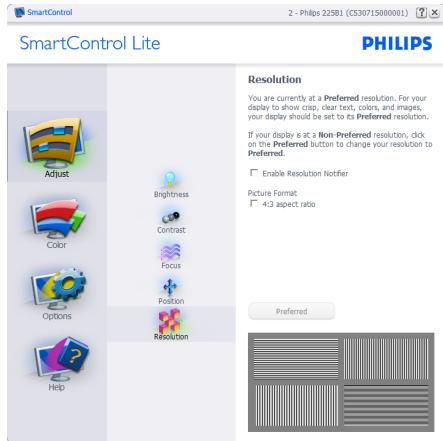 SmartControl
2 - Philips 225B1 (CS30715000001)
?
x
SmartControl Lite
PHILIPS
Resolution
You are currently at a Preferred resolution. For your
display to show crisp, clear text, colors, and images,
your display should be set to its Preferred resolution.
If your display is at a Non-Preferred resolution, click
on the Preferred button to change your resolution to
Preferred.
Enable Resolution Notifier
Picture Format
4:3 aspect ratio
Preferred
Adjust
Color
Options
?
Help
Brightness
Contrast
Focus
Position
Resolution